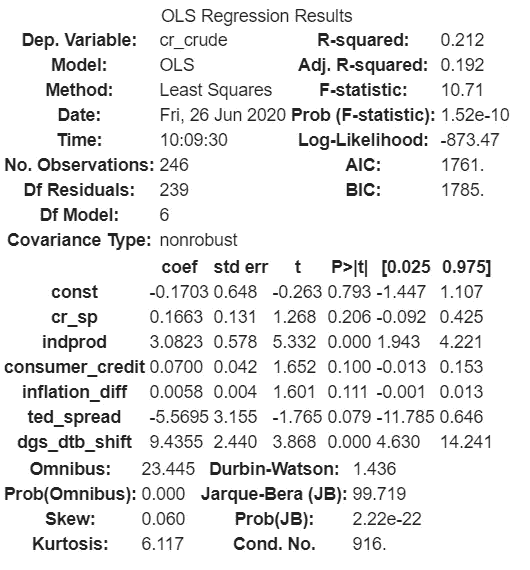 OLS Regression Results
Dep. Variable: cr_crude R-squared: 0.212
Model: OLS Adj. R-squared: 0.192
Method: Least Squares F-statistic: 10.71
Date: Fri, 26 Jun 2020 Prob (F-statistic): 1.52e-10
Time: 10:09:30 Log-Likelihood: -873.47
No. Observations: 246 AIC: 1761.
Df Residuals: 239 BIC: 1785.
Df Model: 6
Covariance Type: nonrobust
coef std err t P>|t| [0.025 0.975]
const -0.1703 0.648 -0.263 0.793 -1.447 1.107
cr_sp 0.1663 0.131 1.268 0.206 -0.092 0.425
indprod 3.0823 0.578 5.332 0.000 1.943 4.221
consumer_credit 0.0700 0.042 1.652 0.100 -0.013 0.153
inflation_diff 0.0058 0.004 1.601 0.111 -0.001 0.013
ted_spread -5.5695 3.155 -1.765 0.079 -11.785 0.646
dgs_dtb_shift 9.4355 2.440 3.868 0.000 4.630 14.241
Omnibus: 23.445 Durbin-Watson: 1.436
Prob(Omnibus): 0.000 Jarque-Bera (JB): 99.719
Skew: 0.060 Prob(JB): 2.22e-22
Kurtosis: 6.117 Cond. No. 916.